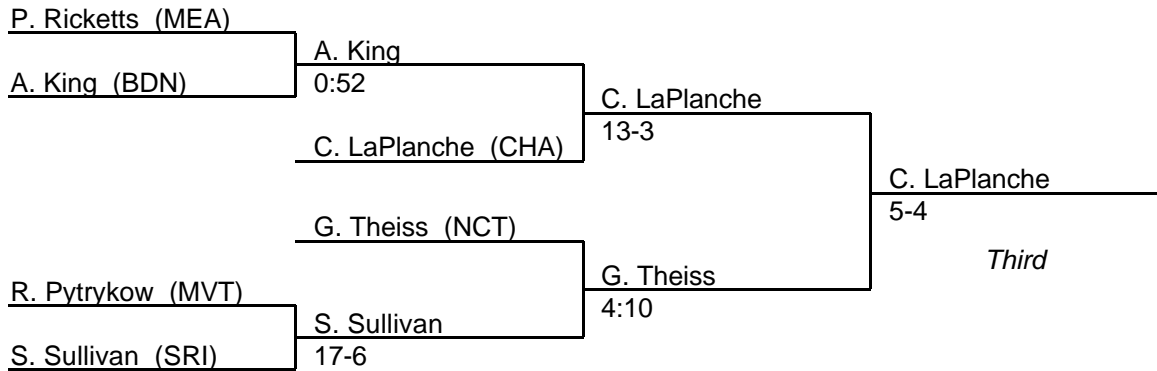 P. Ricketts (MEA)
A. King (BDN)
A. King
0:52
C. LaPlanche (CHA)
C. LaPlanche
13-3
G. Theiss (NCT)
R. Pytrykow (MVT)
S. Sullivan (SRI)
S. Sullivan
17-6
G. Theiss
4:10
C. LaPlanche
5-4
Third